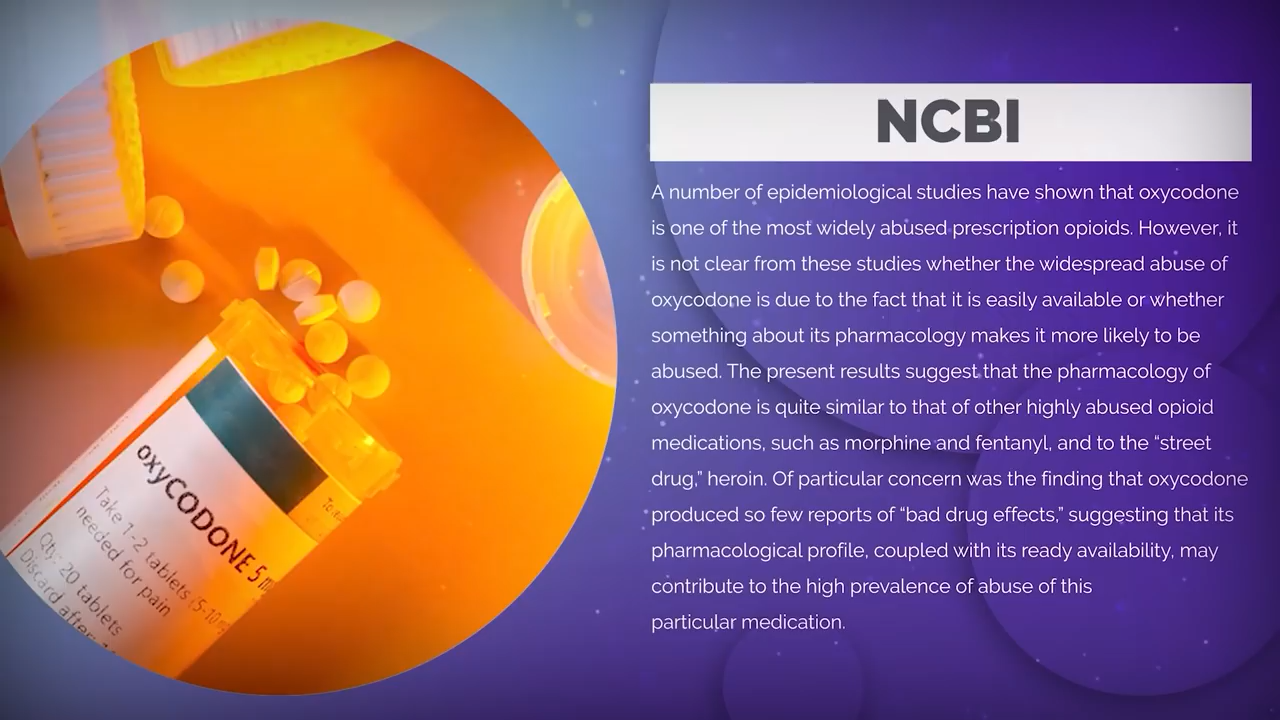 NCBI
A number of epidemiological studies have shown that oxycodone
is one of the most widely abused prescription opioids. However, it
is not clear from these studies whether the widespread abuse of
oxycodone is due to the fact that it is easily available or whether
something about its pharmacology makes it more likely to be
abused. The present results suggest that the pharmacology of
oxycodone is quite similar to that of other highly abused opioid
medications, such as morphine and fentanyl, and to the “street
drug,” heroin. Of particular concern was the finding that oxycodone
produced so few reports of “bad drug effects,” suggesting that its
pharmacological profile, coupled with its ready availability, may
contribute to the high prevalence of abuse of this
particular medication.
oxyCODONE 5
Take 1-2 tablets (5-10
needed for pain
Qty: 20 tablets
Discard after: